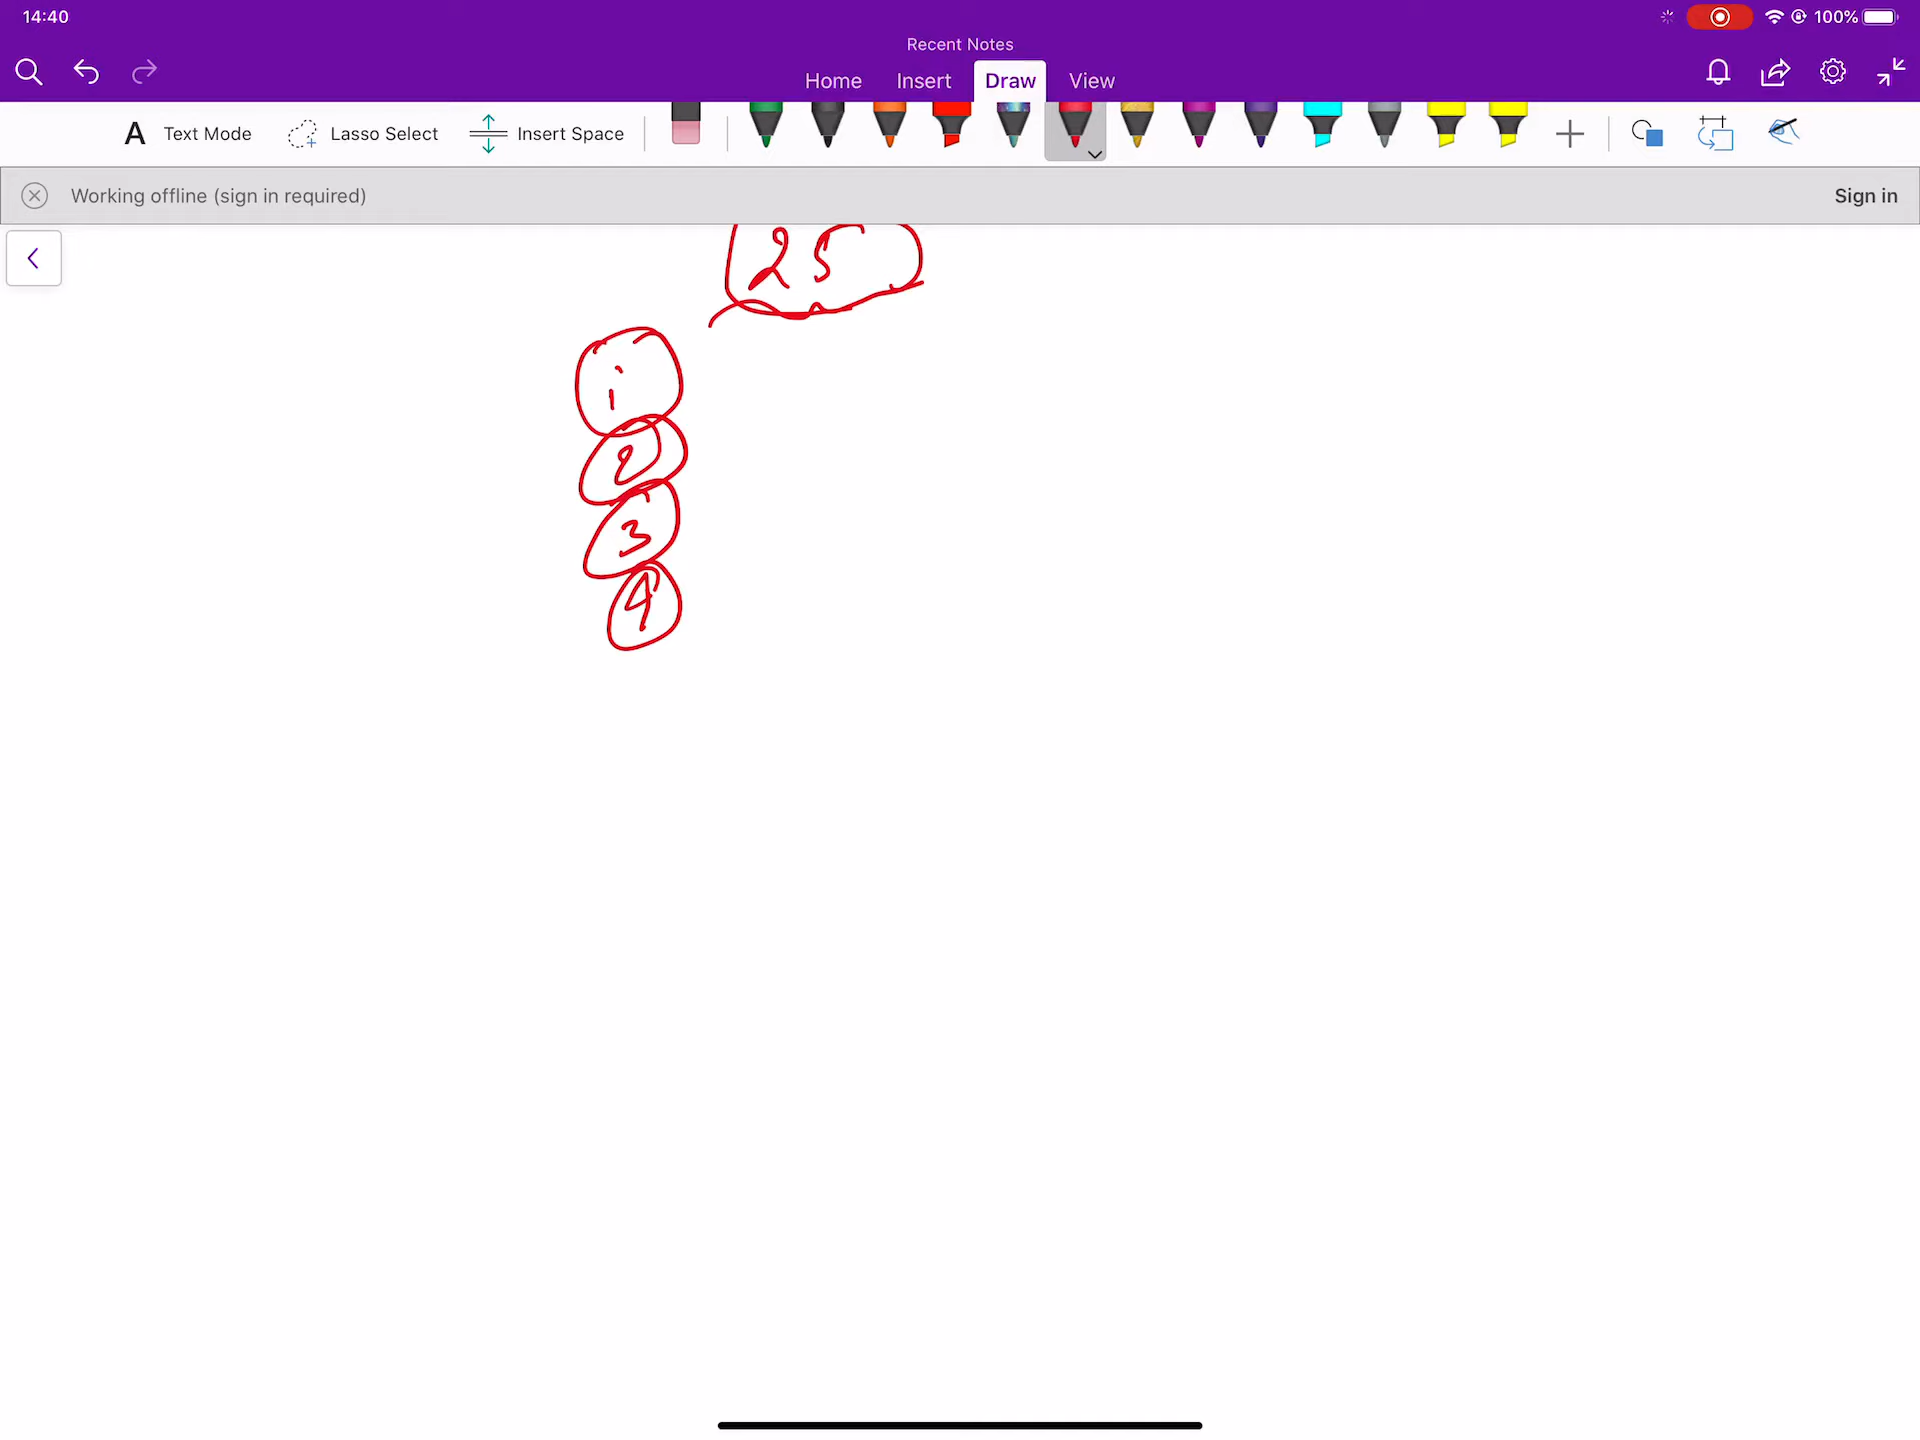 14:40
100%
Recent Notes
Home Insert Draw View
A Text Mode Lasso Select Insert Space
Working offline (sign in required) Sign in
25
1
2
3
4